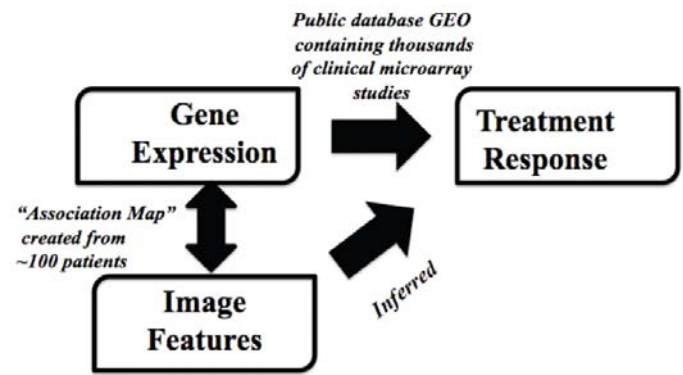 Public database GEO
containing thousands
of clinical microarray
studies
Gene
Expression
Treatment
Response
“Association Map”
created from
~100 patients
Image
Features
Inferred